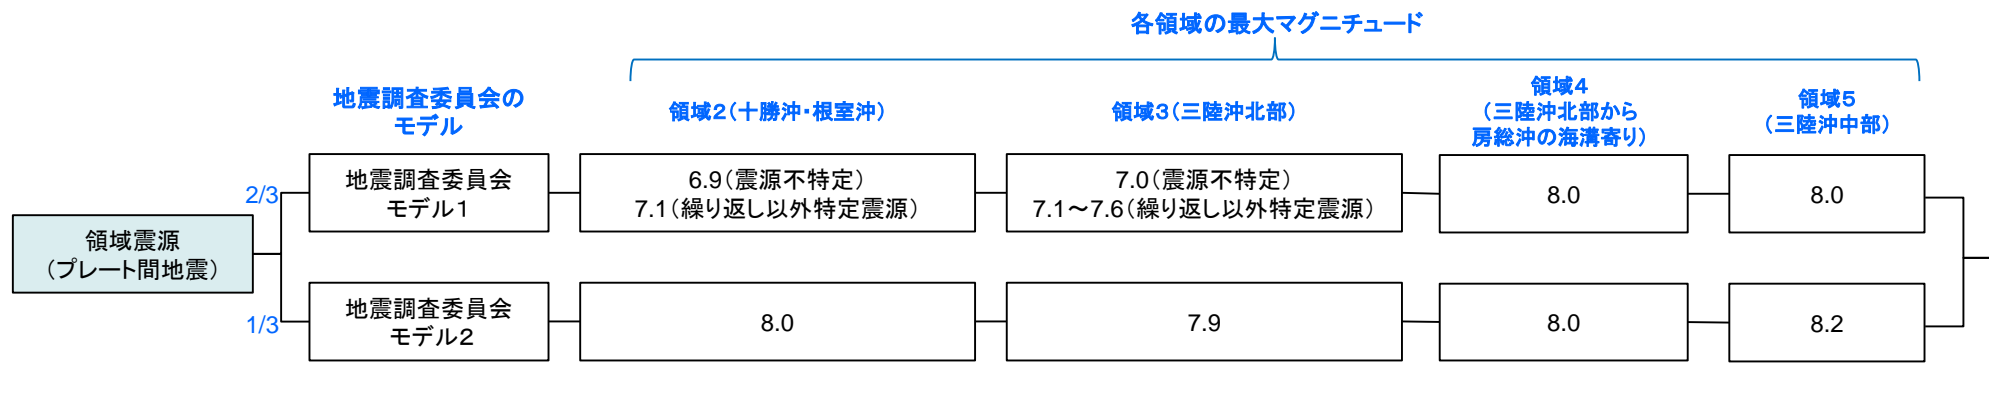 各領域の最大マグニチュード
地震調査委員会の
モデル
領域2(十勝沖・根室沖)
領域3(三陸沖北部)
領域4
(三陸沖北部から
房総沖の海溝寄り)
領域5
(三陸沖中部)
領域震源
(プレート間地震)
2/3
地震調査委員会
モデル1
6.9(震源不特定)
7.1(繰り返し以外特定震源)
7.0(震源不特定)
7.1～7.6(繰り返し以外特定震源)
8.0
8.0
1/3
地震調査委員会
モデル2
8.0
7.9
8.0
8.2